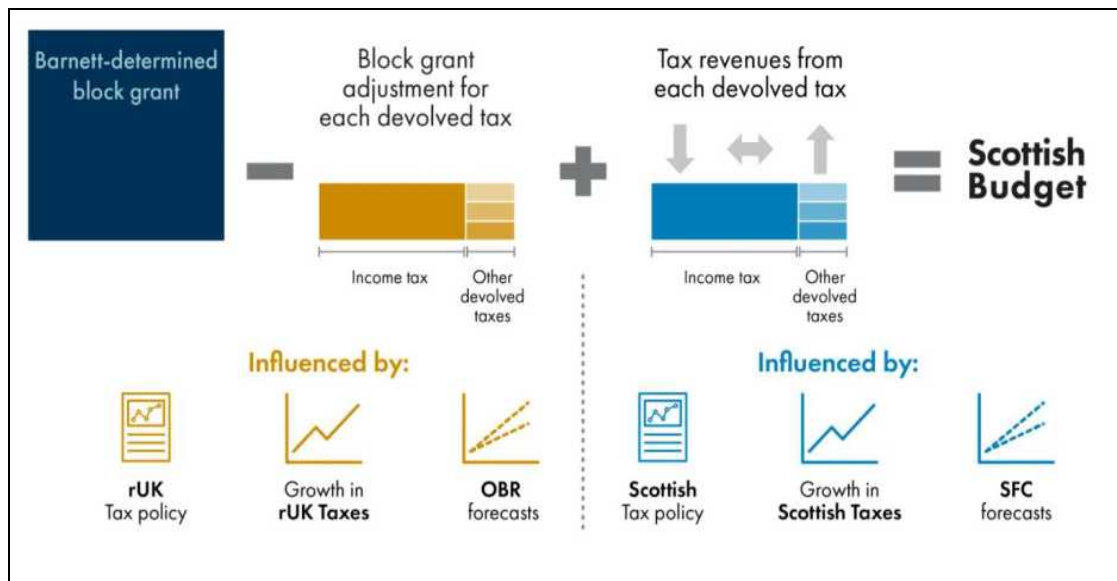 Barnett-determined
block grant
Block grant
adjustment for
each devolved tax
Tax revenues from
each devolved tax
Scottish
Budget
Income tax
Other
devolved
taxes
Income tax
Other
devolved
taxes
Influenced by:
rUK
Tax policy
Growth in
rUK Taxes
OBR
forecasts
Influenced by:
Scottish
Tax policy
Growth in
Scottish Taxes
SFC
forecasts